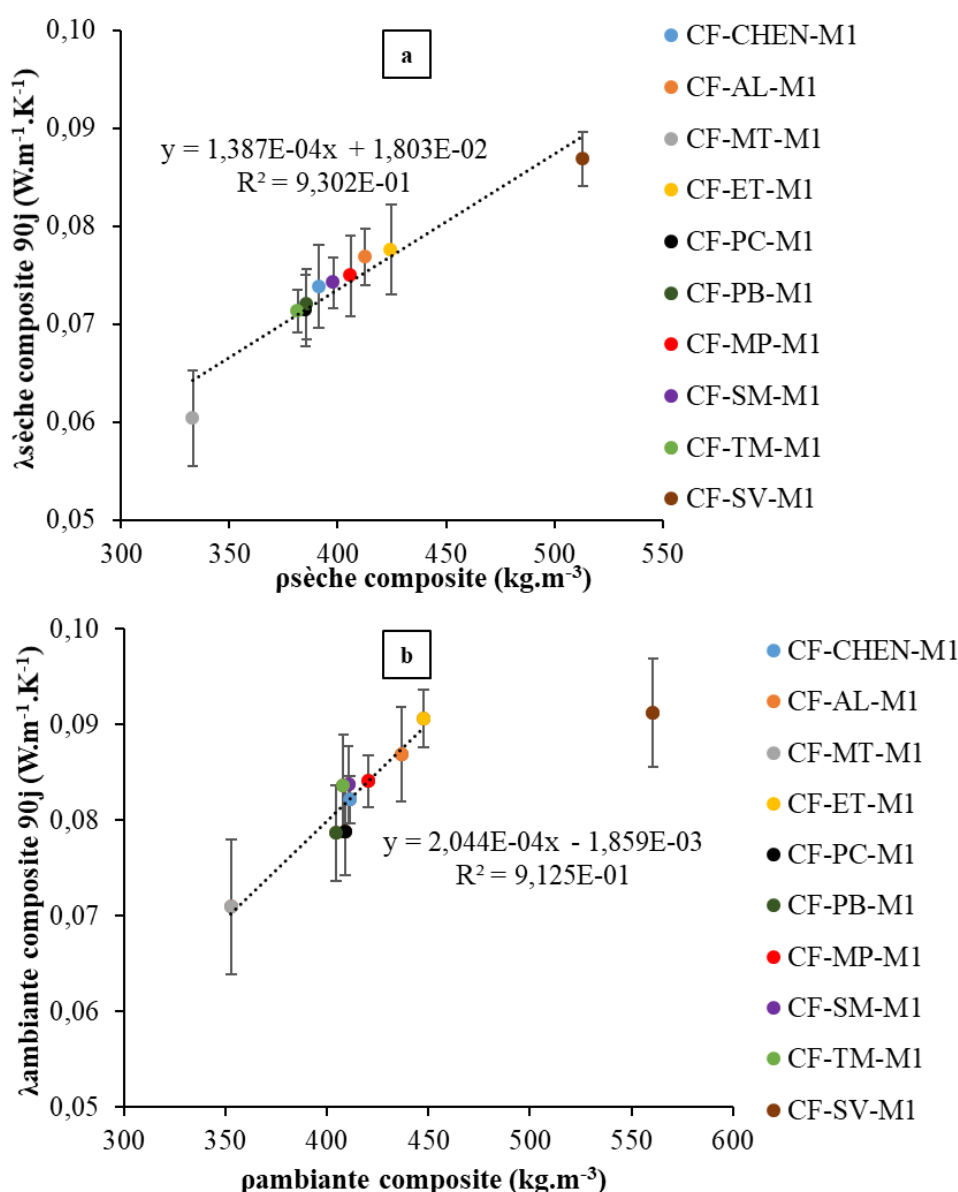 a
λsèche composite 90j (W.m⁻¹.K⁻¹)
0,10
0,09
0,08
0,07
0,06
0,05
y = 1,387E-04x + 1,803E-02
R² = 9,302E-01
300 350 400 450 500 550
ρsèche composite (kg.m⁻³)
CF-CHEN-M1
CF-AL-M1
CF-MT-M1
CF-ET-M1
CF-PC-M1
CF-PB-M1
CF-MP-M1
CF-SM-M1
CF-TM-M1
CF-SV-M1
b
λambiante composite 90j (W.m⁻¹.K⁻¹)
0,10
0,09
0,08
0,07
0,06
0,05
y = 2,044E-04x - 1,859E-03
R² = 9,125E-01
300 350 400 450 500 550 600
ρambiante composite (kg.m⁻³)
CF-CHEN-M1
CF-AL-M1
CF-MT-M1
CF-ET-M1
CF-PC-M1
CF-PB-M1
CF-MP-M1
CF-SM-M1
CF-TM-M1
CF-SV-M1